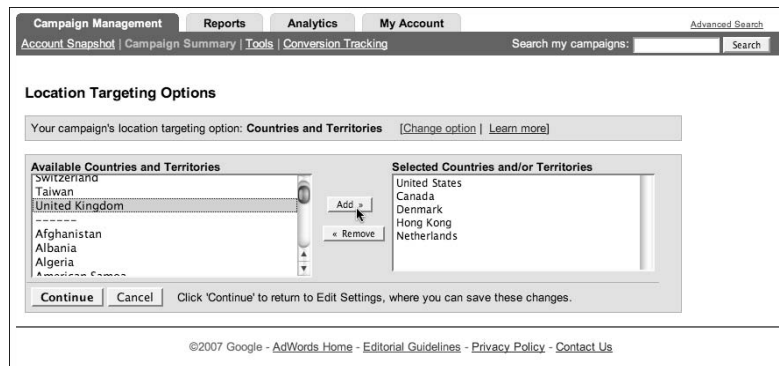 Campaign Management Reports Analytics My Account Advanced Search
Account Snapshot | Campaign Summary | Tools | Conversion Tracking Search my campaigns: Search
Location Targeting Options
Your campaign's location targeting option: Countries and Territories [Change option | Learn more]
Available Countries and Territories
Switzerland
Taiwan
United Kingdom
------
Afghanistan
Albania
Algeria
American Samoa
Add »
« Remove
Selected Countries and/or Territories
United States
Canada
Denmark
Hong Kong
Netherlands
Continue Cancel Click 'Continue' to return to Edit Settings, where you can save these changes.
©2007 Google - AdWords Home - Editorial Guidelines - Privacy Policy - Contact Us